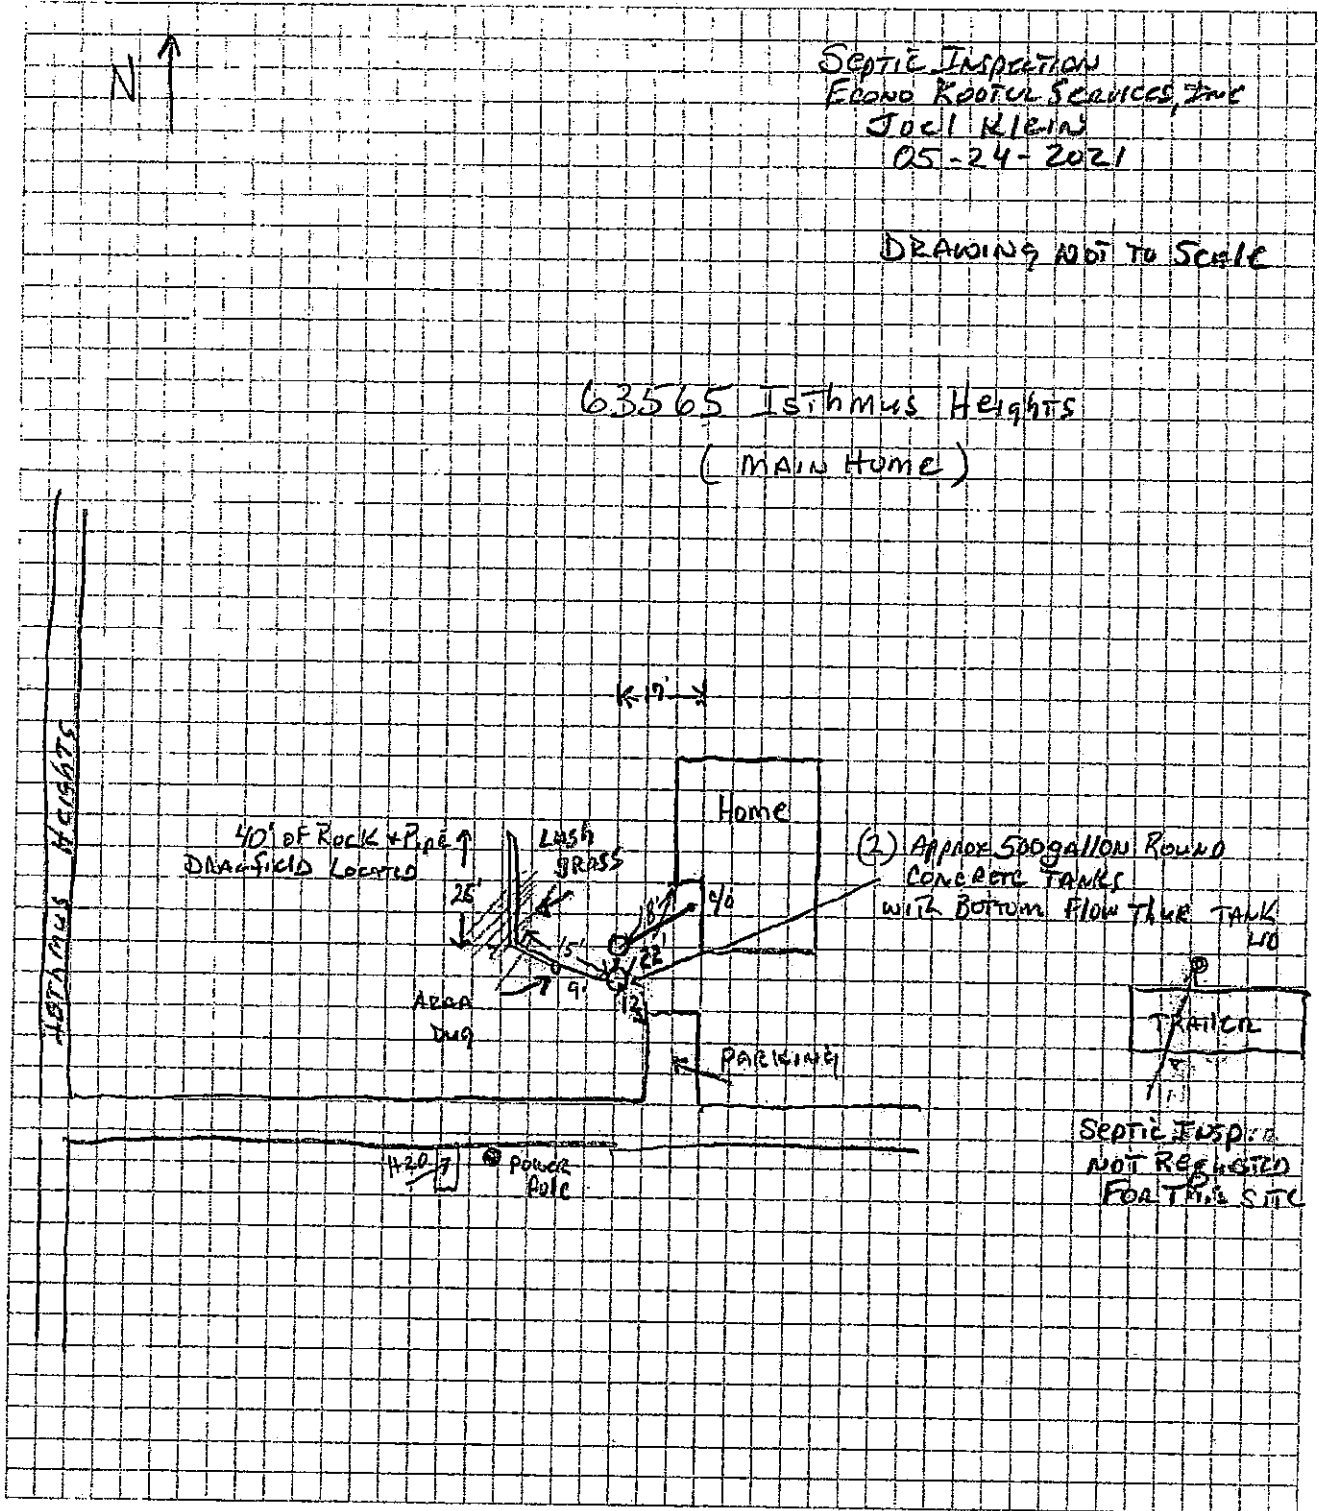 N
Septic Inspection
Econo Rooter Services, Inc
Joel Klein
05-24-2021
DRAWING NOT TO Scale
63565 Isthmus Heights
(MAIN HOME)
Isthmus Heights
17'
Home
40' of Rock + Pipe
DRAINFIELD LOCATED
LUSH
GRASS
25'
c/o
8'
(2) Approx 500 gallon Round
CONCRETE TANKS
WITH BOTTOM FLOW THUR TANK
15'
22'
9'
12'
Area
Dug
PARKING
TRAILER
H20
POWER
Pole
Septic Insp
NOT Requested
FOR THIS SITE